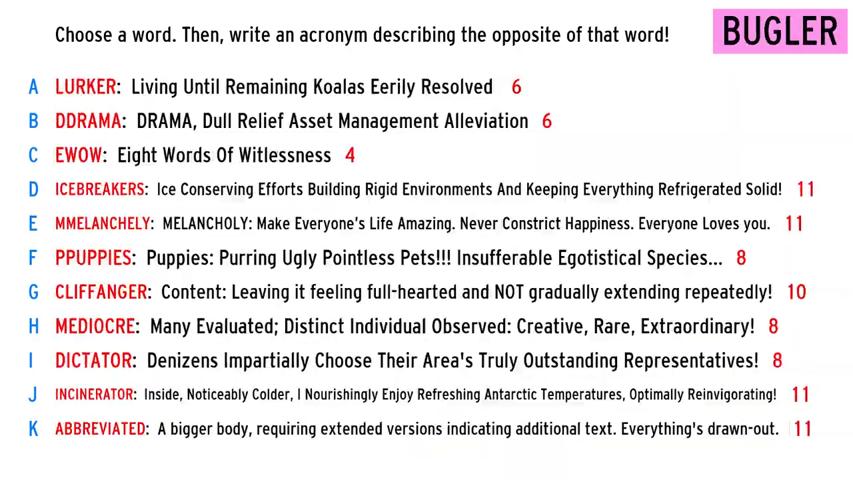 Choose a word. Then, write an acronym describing the opposite of that word!
BUGLER
A LURKER: Living Until Remaining Koalas Eerily Resolved 6
B DDRAMA: DRAMA, Dull Relief Asset Management Alleviation 6
C EWOW: Eight Words Of Witlessness 4
D ICEBREAKERS: Ice Conserving Efforts Building Rigid Environments And Keeping Everything Refrigerated Solid! 11
E MMELANCHELY: MELANCHOLY: Make Everyone's Life Amazing. Never Constrict Happiness. Everyone Loves you. 11
F PPUPPIES: Puppies: Purring Ugly Pointless Pets!!! Insufferable Egotistical Species... 8
G CLIFFANGER: Content: Leaving it feeling full-hearted and NOT gradually extending repeatedly! 10
H MEDIOCRE: Many Evaluated; Distinct Individual Observed: Creative, Rare, Extraordinary! 8
I DICTATOR: Denizens Impartially Choose Their Area's Truly Outstanding Representatives! 8
J INCINERATOR: Inside, Noticeably Colder, I Nourishingly Enjoy Refreshing Antarctic Temperatures, Optimally Reinvigorating! 11
K ABBREVIATED: A bigger body, requiring extended versions indicating additional text. Everything's drawn-out. 11